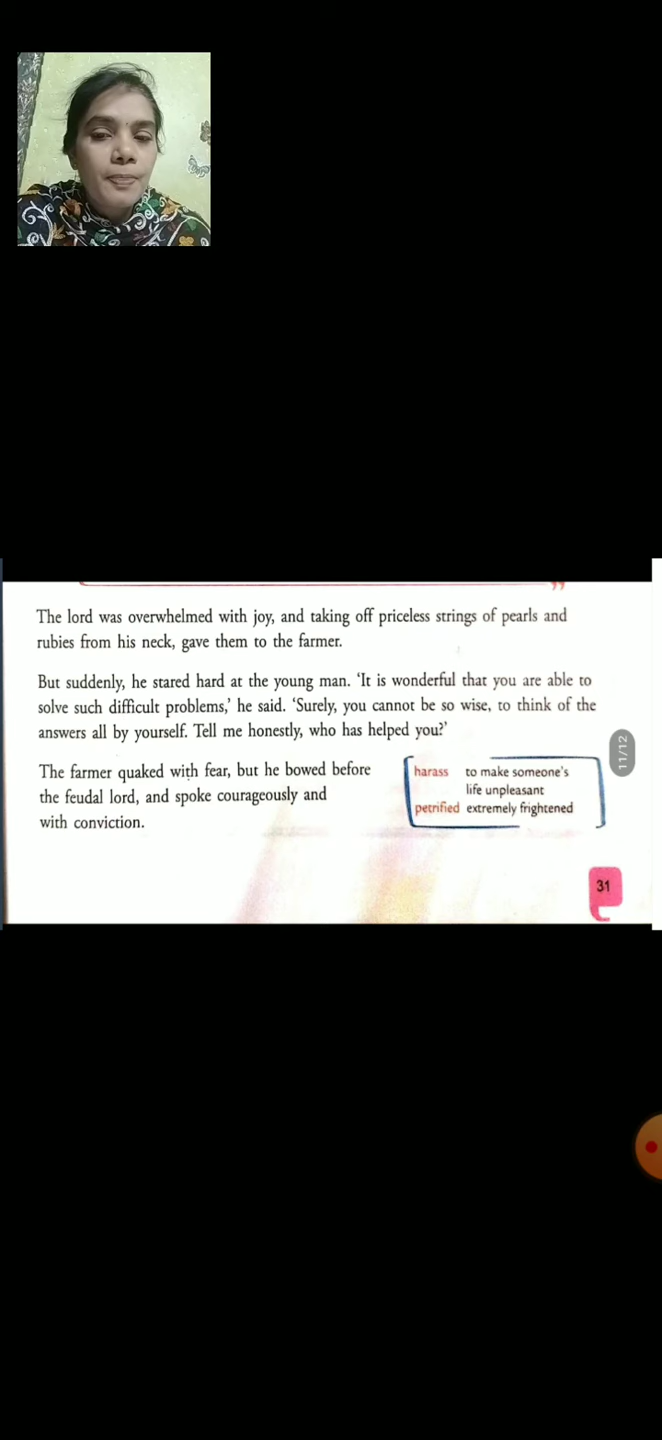 ”
The lord was overwhelmed with joy, and taking off priceless strings of pearls and
rubies from his neck, gave them to the farmer.
But suddenly, he stared hard at the young man. ‘It is wonderful that you are able to
solve such difficult problems,’ he said. ‘Surely, you cannot be so wise, to think of the
answers all by yourself. Tell me honestly, who has helped you?’
The farmer quaked with fear, but he bowed before
the feudal lord, and spoke courageously and
with conviction.
harass to make someone's
life unpleasant
petrified extremely frightened
11/12
31